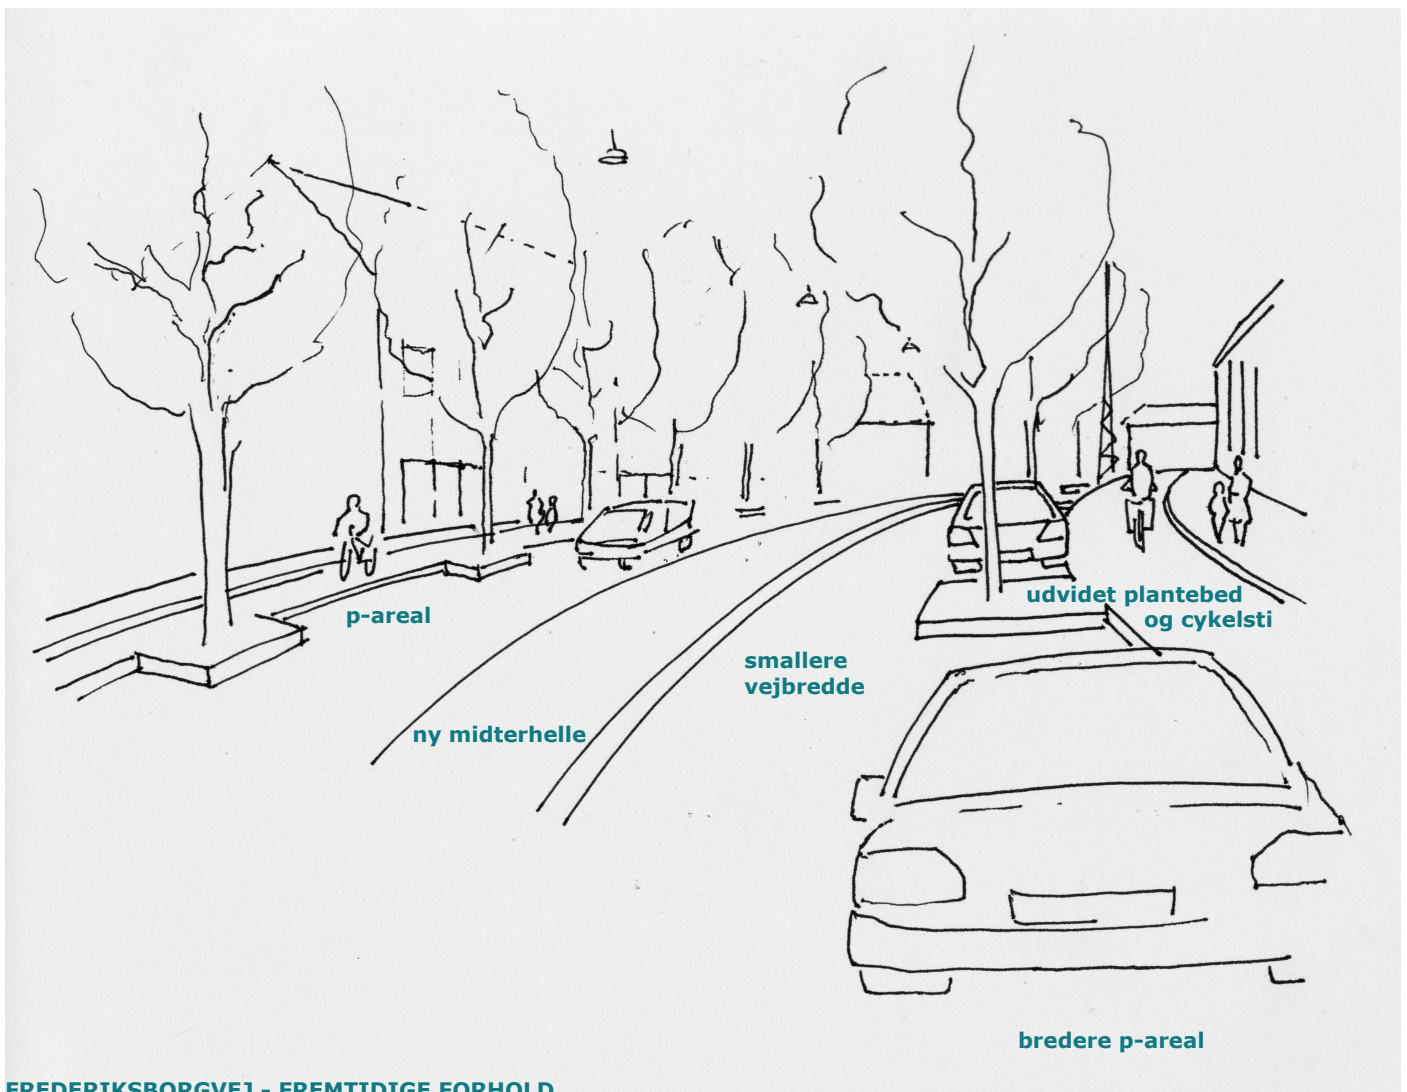 udvidet plantebed
og cykelsti
p-areal
smallere
vejbredde
ny midterhelle
bredere p-areal
FREDERIKSBORGVEJ - FREMTIDIGE FORHOLD